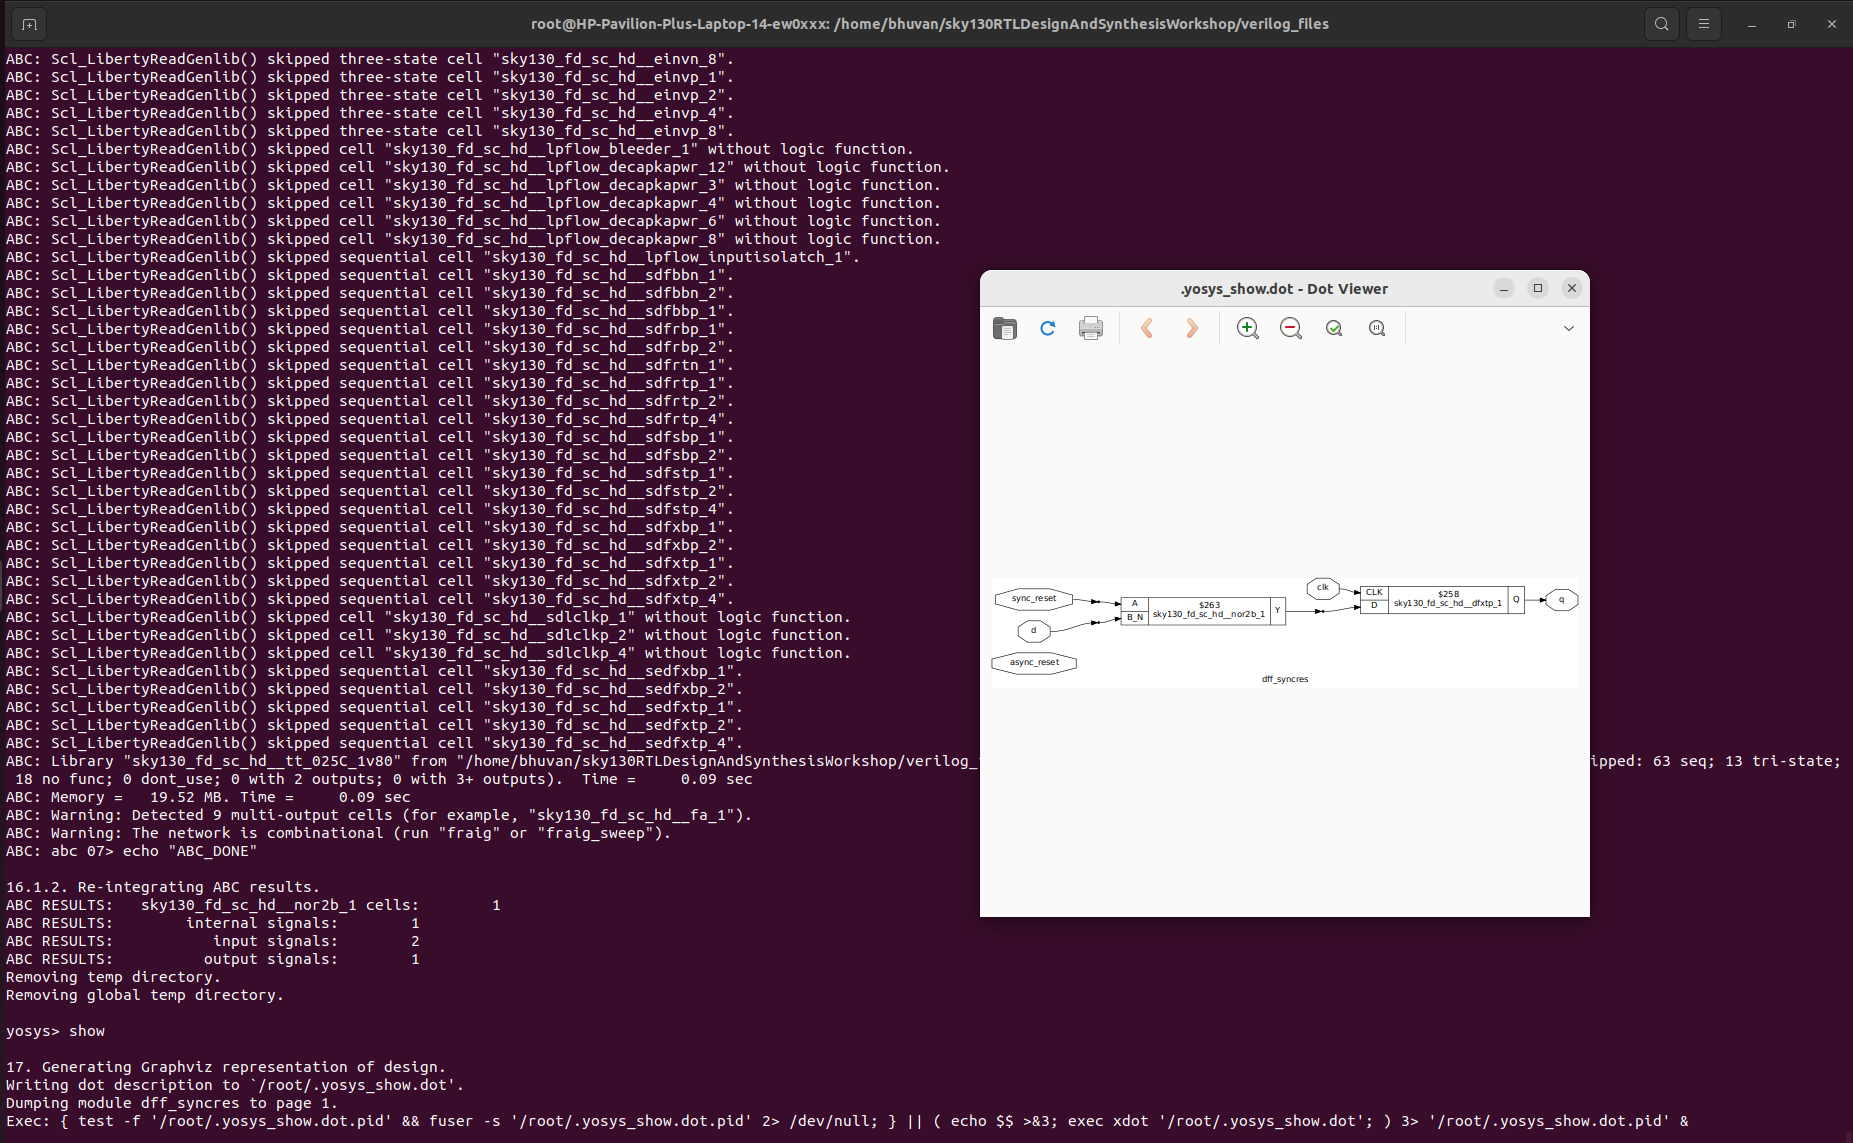 root@HP-Pavilion-Plus-Laptop-14-ew0xxx: /home/bhuvan/sky130RTLDesignAndSynthesisWorkshop/verilog_files
ABC: Scl_LibertyReadGenlib() skipped three-state cell "sky130_fd_sc_hd__einvn_8".
ABC: Scl_LibertyReadGenlib() skipped three-state cell "sky130_fd_sc_hd__einvp_1".
ABC: Scl_LibertyReadGenlib() skipped three-state cell "sky130_fd_sc_hd__einvp_2".
ABC: Scl_LibertyReadGenlib() skipped three-state cell "sky130_fd_sc_hd__einvp_4".
ABC: Scl_LibertyReadGenlib() skipped three-state cell "sky130_fd_sc_hd__einvp_8".
ABC: Scl_LibertyReadGenlib() skipped cell "sky130_fd_sc_hd__lpflow_bleeder_1" without logic function.
ABC: Scl_LibertyReadGenlib() skipped cell "sky130_fd_sc_hd__lpflow_decapkapwr_12" without logic function.
ABC: Scl_LibertyReadGenlib() skipped cell "sky130_fd_sc_hd__lpflow_decapkapwr_3" without logic function.
ABC: Scl_LibertyReadGenlib() skipped cell "sky130_fd_sc_hd__lpflow_decapkapwr_4" without logic function.
ABC: Scl_LibertyReadGenlib() skipped cell "sky130_fd_sc_hd__lpflow_decapkapwr_6" without logic function.
ABC: Scl_LibertyReadGenlib() skipped cell "sky130_fd_sc_hd__lpflow_decapkapwr_8" without logic function.
ABC: Scl_LibertyReadGenlib() skipped sequential cell "sky130_fd_sc_hd__lpflow_inputisolatch_1".
ABC: Scl_LibertyReadGenlib() skipped sequential cell "sky130_fd_sc_hd__sdfbbn_1".
ABC: Scl_LibertyReadGenlib() skipped sequential cell "sky130_fd_sc_hd__sdfbbn_2".
ABC: Scl_LibertyReadGenlib() skipped sequential cell "sky130_fd_sc_hd__sdfbbp_1".
ABC: Scl_LibertyReadGenlib() skipped sequential cell "sky130_fd_sc_hd__sdfrbp_1".
ABC: Scl_LibertyReadGenlib() skipped sequential cell "sky130_fd_sc_hd__sdfrbp_2".
ABC: Scl_LibertyReadGenlib() skipped sequential cell "sky130_fd_sc_hd__sdfrtn_1".
ABC: Scl_LibertyReadGenlib() skipped sequential cell "sky130_fd_sc_hd__sdfrtp_1".
ABC: Scl_LibertyReadGenlib() skipped sequential cell "sky130_fd_sc_hd__sdfrtp_2".
ABC: Scl_LibertyReadGenlib() skipped sequential cell "sky130_fd_sc_hd__sdfrtp_4".
ABC: Scl_LibertyReadGenlib() skipped sequential cell "sky130_fd_sc_hd__sdfsbp_1".
ABC: Scl_LibertyReadGenlib() skipped sequential cell "sky130_fd_sc_hd__sdfsbp_2".
ABC: Scl_LibertyReadGenlib() skipped sequential cell "sky130_fd_sc_hd__sdfstp_1".
ABC: Scl_LibertyReadGenlib() skipped sequential cell "sky130_fd_sc_hd__sdfstp_2".
ABC: Scl_LibertyReadGenlib() skipped sequential cell "sky130_fd_sc_hd__sdfstp_4".
ABC: Scl_LibertyReadGenlib() skipped sequential cell "sky130_fd_sc_hd__sdfxbp_1".
ABC: Scl_LibertyReadGenlib() skipped sequential cell "sky130_fd_sc_hd__sdfxbp_2".
ABC: Scl_LibertyReadGenlib() skipped sequential cell "sky130_fd_sc_hd__sdfxtp_1".
ABC: Scl_LibertyReadGenlib() skipped sequential cell "sky130_fd_sc_hd__sdfxtp_2".
ABC: Scl_LibertyReadGenlib() skipped sequential cell "sky130_fd_sc_hd__sdfxtp_4".
ABC: Scl_LibertyReadGenlib() skipped cell "sky130_fd_sc_hd__sdlclkp_1" without logic function.
ABC: Scl_LibertyReadGenlib() skipped cell "sky130_fd_sc_hd__sdlclkp_2" without logic function.
ABC: Scl_LibertyReadGenlib() skipped cell "sky130_fd_sc_hd__sdlclkp_4" without logic function.
ABC: Scl_LibertyReadGenlib() skipped sequential cell "sky130_fd_sc_hd__sedfxbp_1".
ABC: Scl_LibertyReadGenlib() skipped sequential cell "sky130_fd_sc_hd__sedfxbp_2".
ABC: Scl_LibertyReadGenlib() skipped sequential cell "sky130_fd_sc_hd__sedfxtp_1".
ABC: Scl_LibertyReadGenlib() skipped sequential cell "sky130_fd_sc_hd__sedfxtp_2".
ABC: Scl_LibertyReadGenlib() skipped sequential cell "sky130_fd_sc_hd__sedfxtp_4".
ABC: Library "sky130_fd_sc_hd__tt_025C_1v80" from "/home/bhuvan/sky130RTLDesignAndSynthesisWorkshop/verilog_ ipped: 63 seq; 13 tri-state;
18 no func; 0 dont_use; 0 with 2 outputs; 0 with 3+ outputs). Time = 0.09 sec
ABC: Memory = 19.52 MB. Time = 0.09 sec
ABC: Warning: Detected 9 multi-output cells (for example, "sky130_fd_sc_hd__fa_1").
ABC: Warning: The network is combinational (run "fraig" or "fraig_sweep").
ABC: abc 07> echo "ABC_DONE"
16.1.2. Re-integrating ABC results.
ABC RESULTS: sky130_fd_sc_hd__nor2b_1 cells: 1
ABC RESULTS: internal signals: 1
ABC RESULTS: input signals: 2
ABC RESULTS: output signals: 1
Removing temp directory.
Removing global temp directory.
yosys> show
17. Generating Graphviz representation of design.
Writing dot description to `/root/.yosys_show.dot'.
Dumping module dff_syncres to page 1.
Exec: { test -f '/root/.yosys_show.dot.pid' && fuser -s '/root/.yosys_show.dot.pid' 2> /dev/null; } || ( echo $$ >&3; exec xdot '/root/.yosys_show.dot'; ) 3> '/root/.yosys_show.dot.pid' &
.yosys_show.dot - Dot Viewer
sync_reset
d
async_reset
A
B_N
$263
sky130_fd_sc_hd__nor2b_1
Y
clk
CLK
D
$258
sky130_fd_sc_hd__dfxtp_1
Q
q
dff_syncres